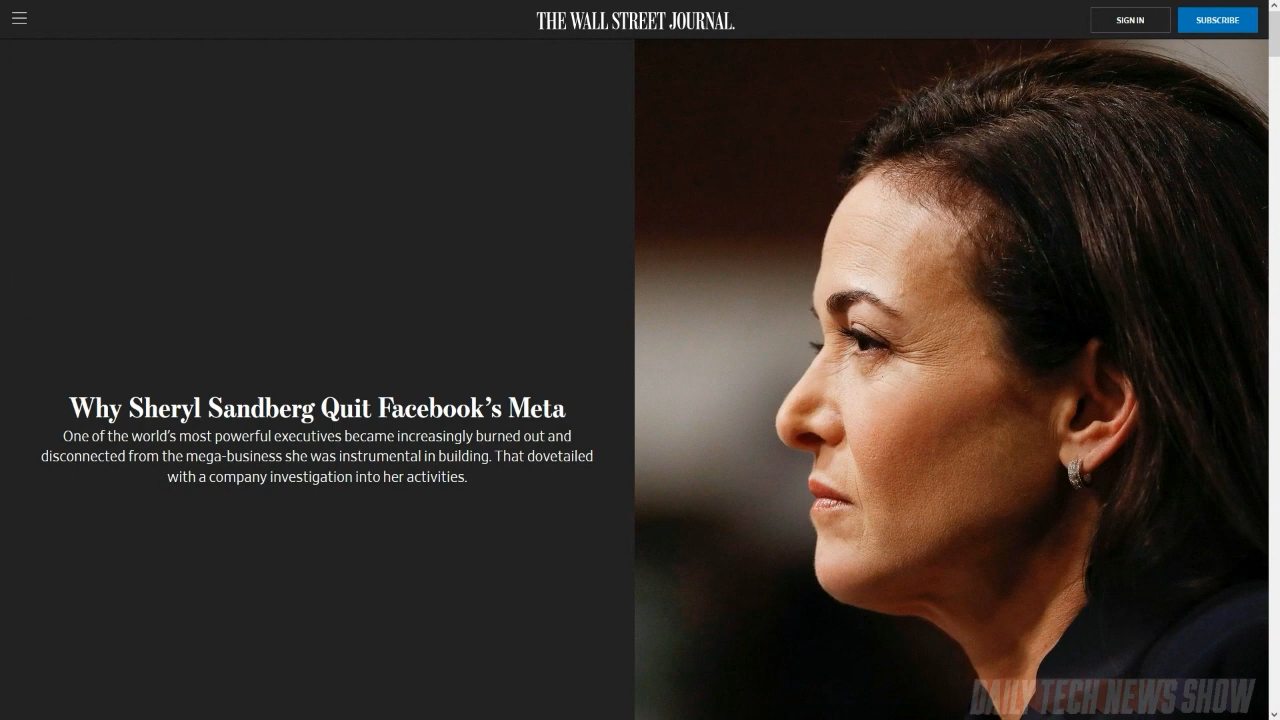 THE WALL STREET JOURNAL.
SIGN IN
SUBSCRIBE
Why Sheryl Sandberg Quit Facebook’s Meta
One of the world’s most powerful executives became increasingly burned out and
disconnected from the mega-business she was instrumental in building. That dovetailed
with a company investigation into her activities.
DAILY TECH NEWS SHOW